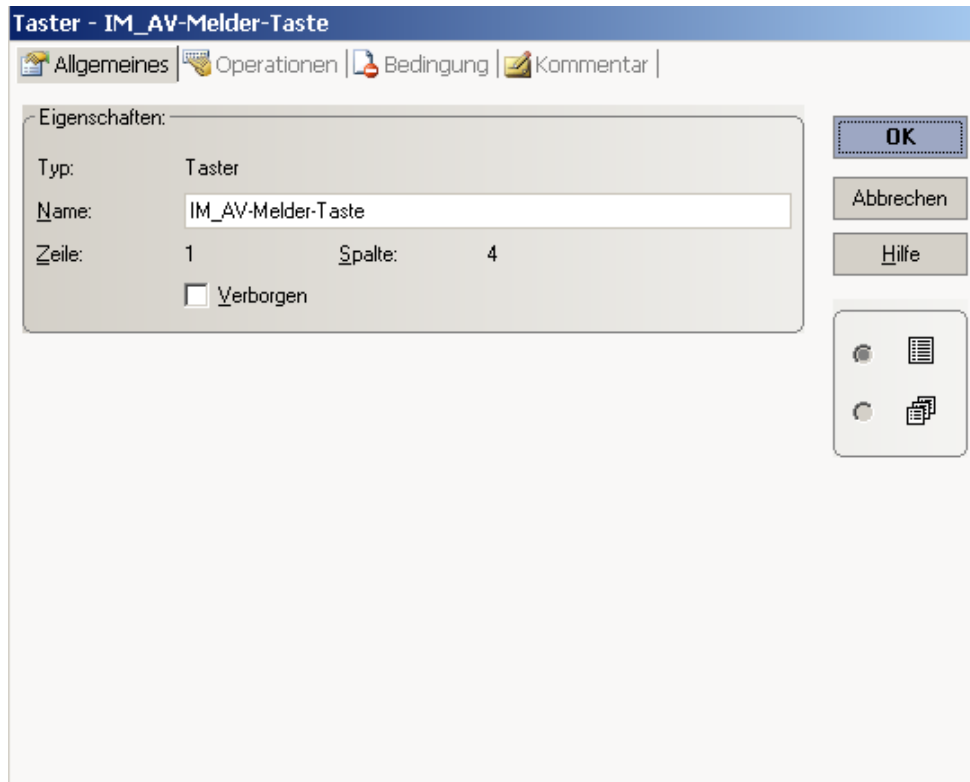 Taster - IM_AV-Melder-Taste
Allgemeines Operationen Bedingung Kommentar
Eigenschaften:
Typ: Taster
Name: IM_AV-Melder-Taste
Zeile: 1 Spalte: 4
Verborgen
OK
Abbrechen
Hilfe